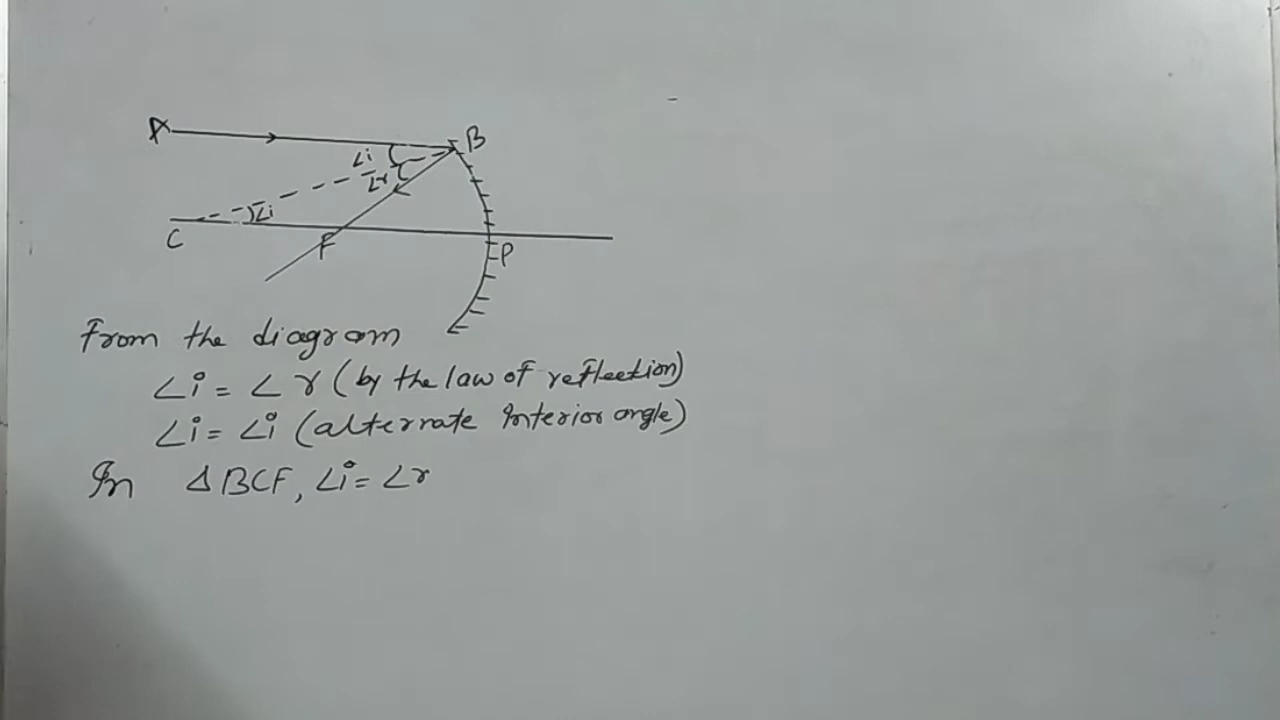 A
B
∠i
∠r
∠i
C
F
P
From the diagram
∠i = ∠r (by the law of reflection)
∠i = ∠i (alternate interior angle)
In ΔBCF, ∠i = ∠r